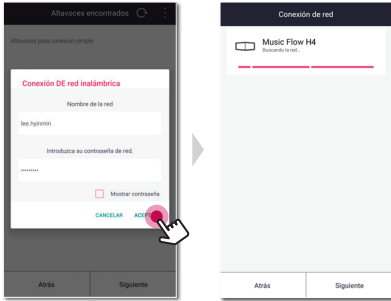 Altavoces encontrados
Altavoces para conexión simple
Conexión DE red inalámbrica
Nombre de la red
lee.hyinmin
Introduzca su contraseña de red.
.........
Mostrar contraseña
CANCELAR
Atrás
Siguiente
Conexión de red
Music Flow H4
Buscando la red...
Atrás
Siguiente